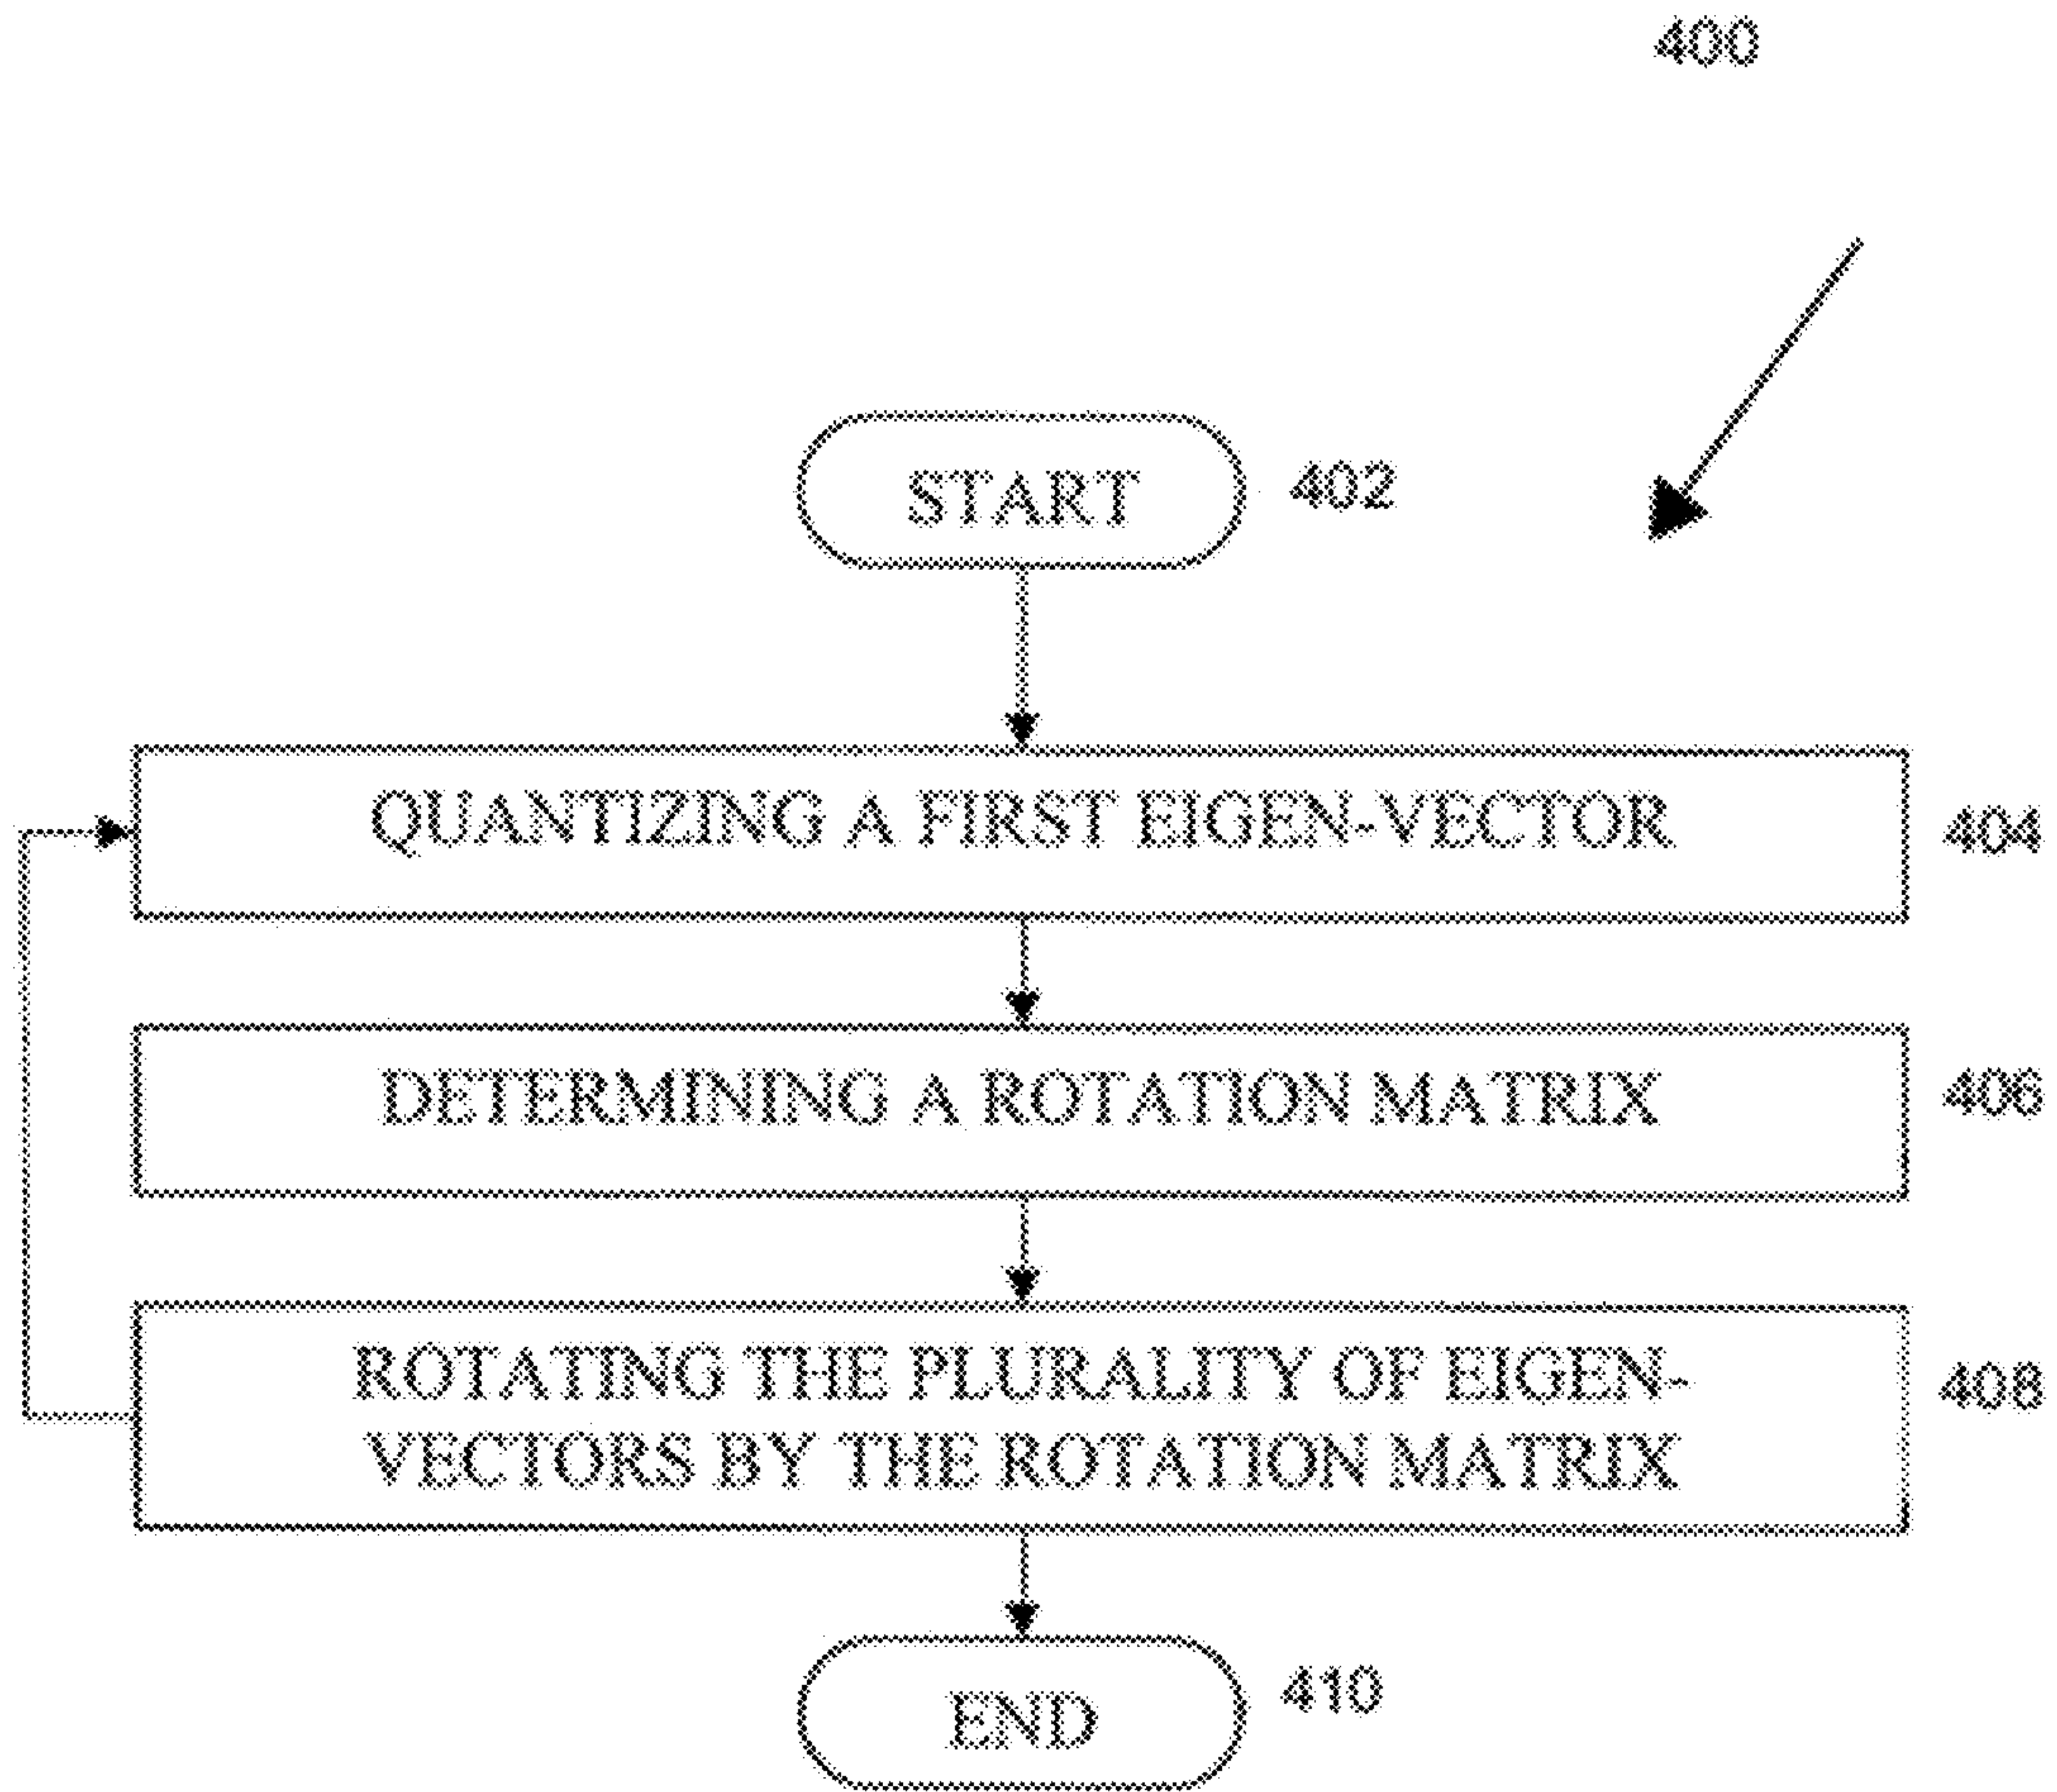 400
START
402
QUANTIZING A FIRST EIGEN-VECTOR
404
DETERMINING A ROTATION MATRIX
406
ROTATING THE PLURALITY OF EIGEN-
VECTORS BY THE ROTATION MATRIX
408
END
410